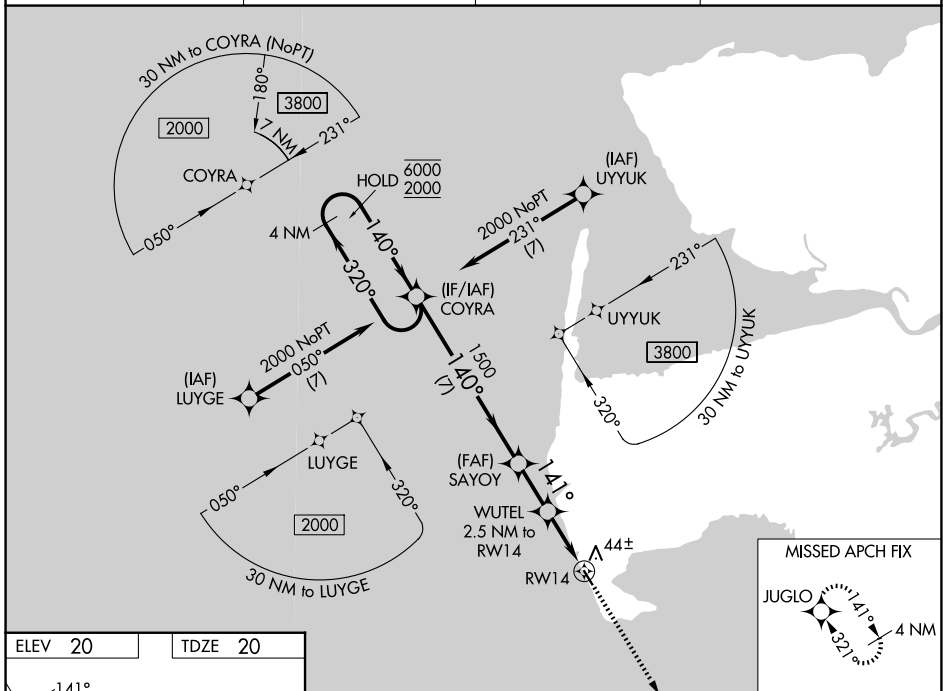 30 NM to COYRA (NoPT)
180°
3800
2000
7 NM
231°
COYRA
050°
HOLD
6000
2000
4 NM
140°
320°
(IAF)
UYYUK
2000 NoPT
231°
(7)
(IF/IAF)
COYRA
2000 NoPT
050°
(7)
(IAF)
LUYGE
1500
140°
(7)
231°
UYYUK
3800
320°
30 NM to UYYUK
LUYGE
050°
320°
2000
30 NM to LUYGE
(FAF)
SAYOY
141°
WUTEL
2.5 NM to
RW14
44±
RW14
MISSED APCH FIX
JUGLO
141°
321°
4 NM
ELEV 20
TDZE 20
141°